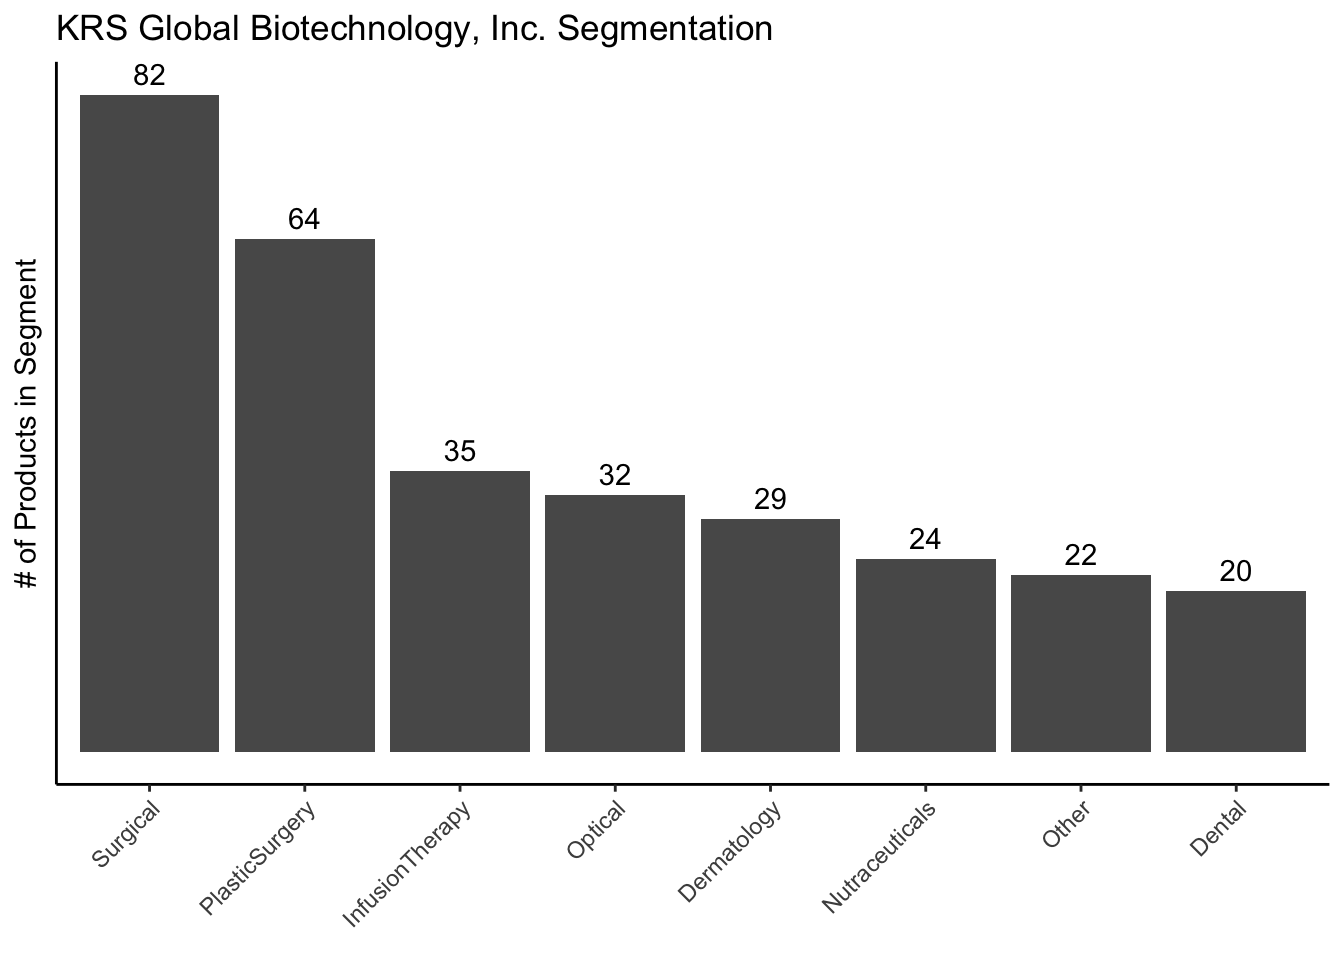 KRS Global Biotechnology, Inc. Segmentation
# of Products in Segment
82
64
35
32
29
24
22
20
Surgical
PlasticSurgery
InfusionTherapy
Optical
Dermatology
Nutraceuticals
Other
Dental